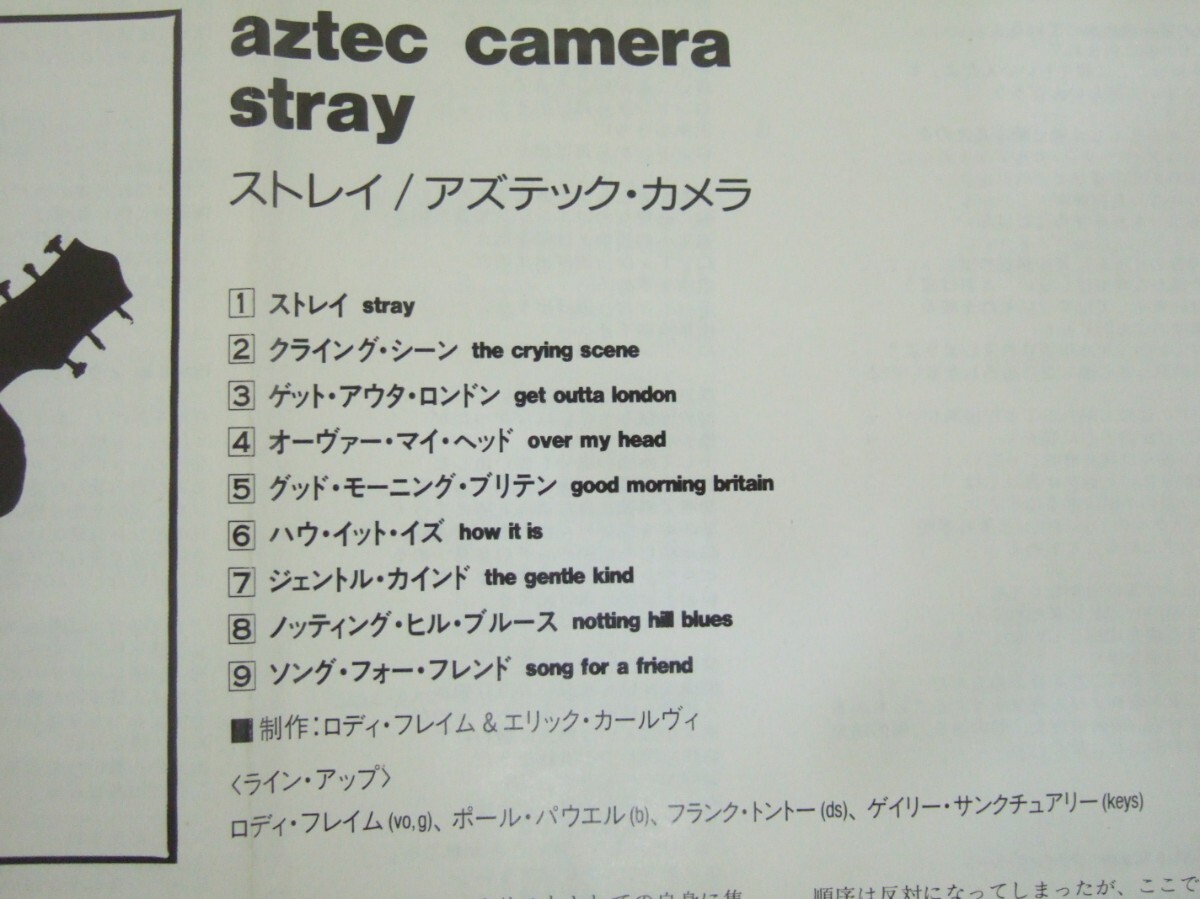 aztec camera
stray
ストレイ/アズテック・カメラ
1 ストレイ stray
2 クライング・シーン the crying scene
3 ゲット・アウタ・ロンドン get outta london
4 オーヴァー・マイ・ヘッド over my head
5 グッド・モーニング・ブリテン good morning britain
6 ハウ・イット・イズ how it is
7 ジェントル・カインド the gentle kind
8 ノッティング・ヒル・ブルース notting hill blues
9 ソング・フォー・フレンド song for a friend
■制作:ロディ・フレイム&エリック・カールヴィ
〈ライン・アップ〉
ロディ・フレイム(vo,g)、ポール・パウエル(b)、フランク・トントー(ds)、ゲイリー・サンクチュアリー(keys)
としての自身に集
順序は反対になってしまったが、ここで